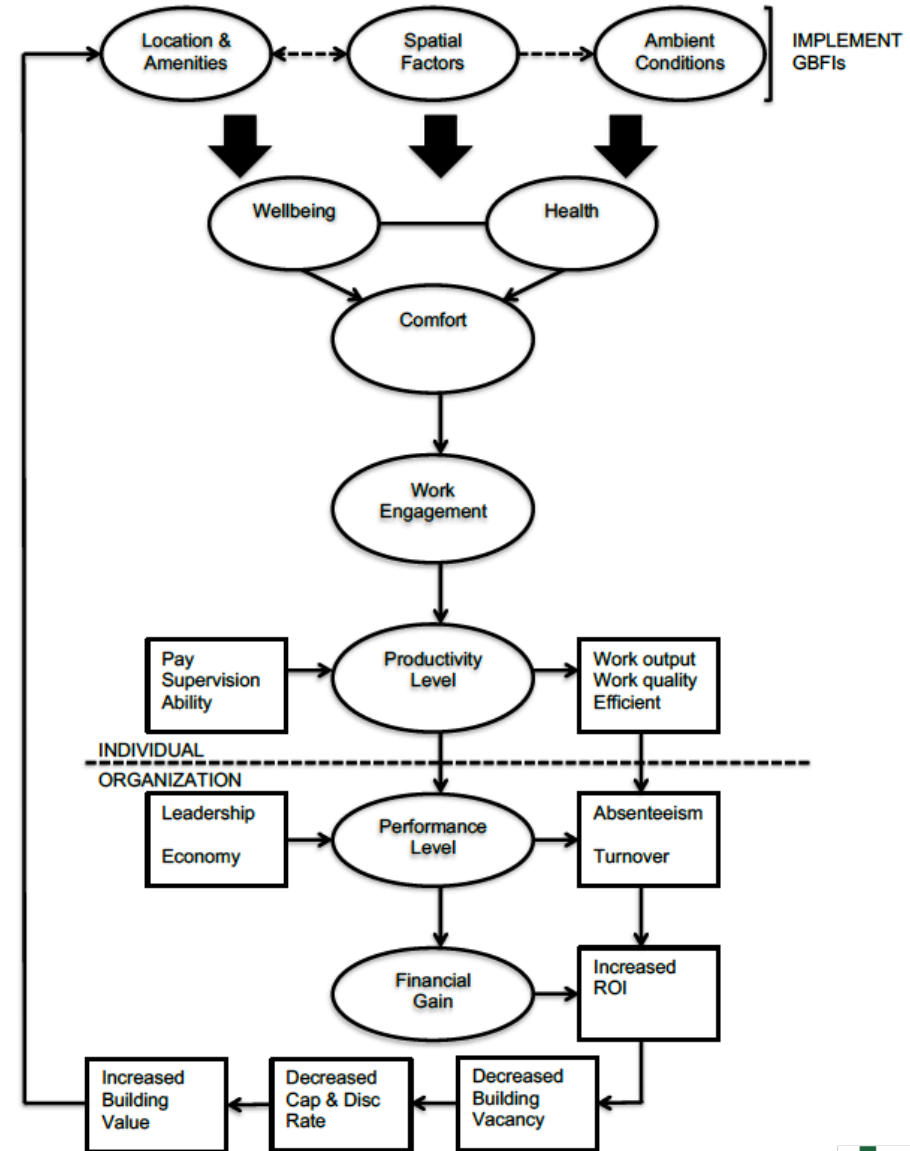 Location &
Amenities
Spatial
Factors
Ambient
Conditions
IMPLEMENT
GBFIs
Wellbeing
Health
Comfort
Work
Engagement
Pay
Supervision
Ability
Productivity
Level
Work output
Work quality
Efficient
INDIVIDUAL
ORGANIZATION
Leadership
Economy
Performance
Level
Absenteeism
Turnover
Financial
Gain
Increased
ROI
Increased
Building
Value
Decreased
Cap & Disc
Rate
Decreased
Building
Vacancy